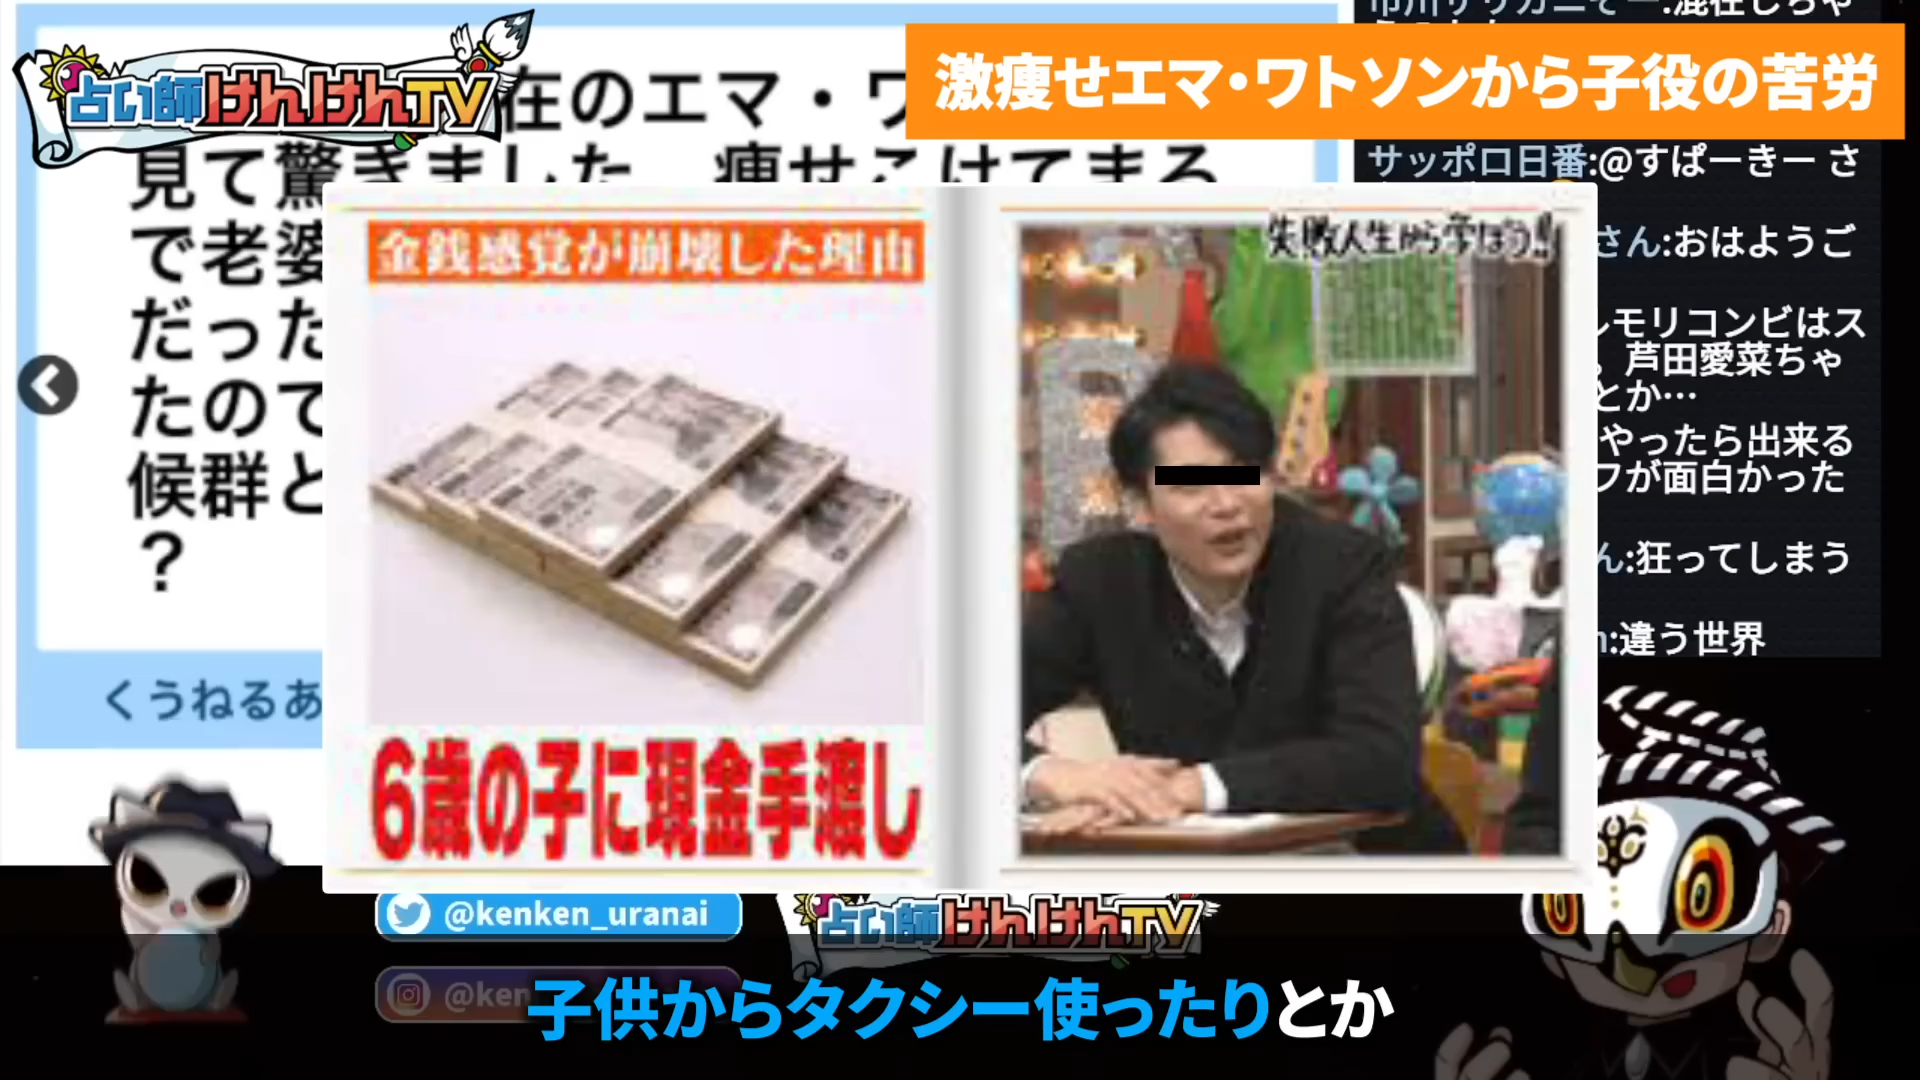 占い師けんけんTV
激痩せエマ・ワトソンから子役の苦労
在のエマ・ワ
見て驚きました 痩せこけてまる
で老婆
だった
たので
候群と
？
くうねるあ
サッポロ日番:@すぱーきー さ
さん:おはようご
ルモリコンビはス
芦田愛菜ちゃ
とか…
やったら出来る
フが面白かった
ん:狂ってしまう
:違う世界
金銭感覚が崩壊した理由
6歳の子に現金手渡し
失敗人生から学ぼう!!
@kenken_uranai
占い師けんけんTV
@ken
子供からタクシー使ったりとか